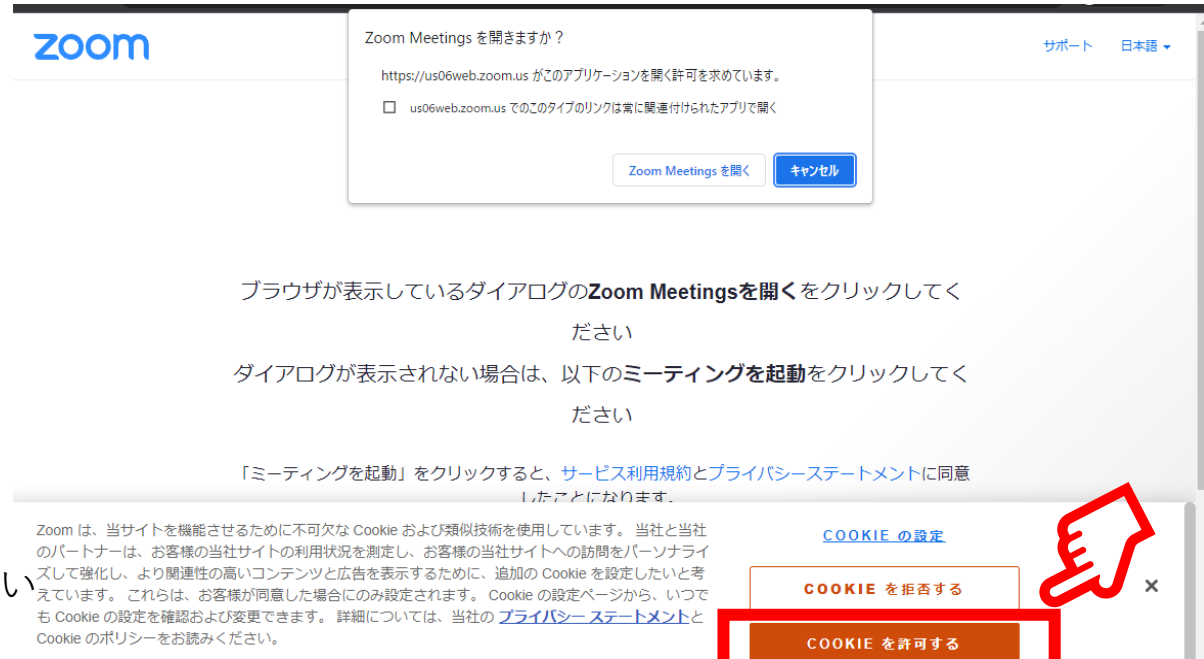 zoom
サポート
日本語
Zoom Meetings を開きますか？
https://us06web.zoom.us がこのアプリケーションを開く許可を求めています。
us06web.zoom.us でのこのタイプのリンクは常に関連付けられたアプリで開く
Zoom Meetings を開く
キャンセル
ブラウザが表示しているダイアログのZoom Meetingsを開くをクリックしてく
ださい
ダイアログが表示されない場合は、以下のミーティングを起動をクリックしてく
ださい
「ミーティングを起動」をクリックすると、サービス利用規約とプライバシーステートメントに同意
したことになります。
Zoom は、当サイトを機能させるために不可欠な Cookie および類似技術を使用しています。 当社と当社
のパートナーは、お客様の当社サイトの利用状況を測定し、お客様の当社サイトへの訪問をパーソナライ
ズして強化し、より関連性の高いコンテンツと広告を表示するために、追加の Cookie を設定したいと考
えています。 これらは、お客様が同意した場合にのみ設定されます。 Cookie の設定ページから、いつで
も Cookie の設定を確認および変更できます。 詳細については、当社の プライバシー ステートメントと
Cookie のポリシーをお読みください。
い
COOKIE の設定
COOKIE を拒否する
COOKIE を許可する